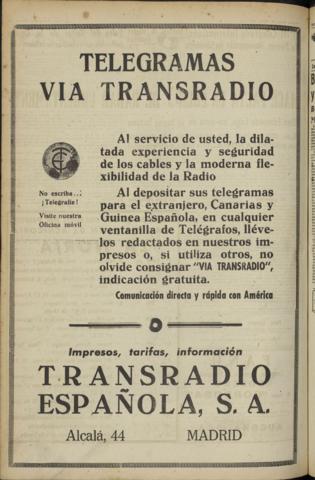 TELEGRAMAS
VIA TRANSRADIO
Al servicio de usted, la dila-
tada experiencia y seguridad
de los cables y la moderna fle-
xibilidad de la Radio
No escriba...:
¡Telegrafíe!
Visite nuestra
Oficina móvil
Al depositar sus telegramas
para el extranjero, Canarias y
Guinea Española, en cualquier
ventanilla de Telégrafos, lléve-
los redactados en nuestros im-
presos o, si utiliza otros, no
olvide consignar "VIA TRANSRADIO",
indicación gratuita.
Comunicación directa y rápida con América
Impresos, tarifas, información
TRANSRADIO
ESPAÑOLA, S. A.
Alcalá, 44 MADRID